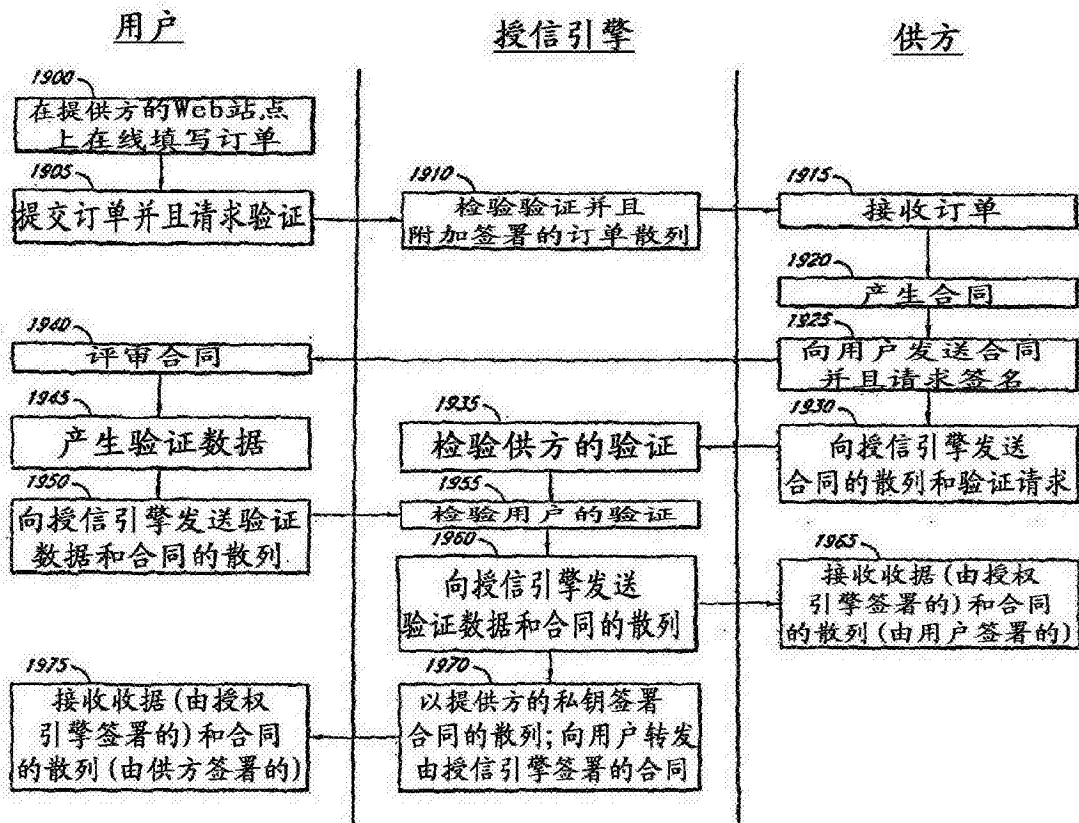 用户
授信引擎
供方
1900
在提供方的Web站点
上在线填写订单
1905
提交订单并且请求验证
1910
检验验证并且
附加签署的订单散列
1915
接收订单
1920
产生合同
1925
向用户发送合同
并且请求签名
1940
评审合同
1945
产生验证数据
1935
检验供方的验证
1930
向授信引擎发送
合同的散列和验证请求
1950
向授信引擎发送验证
数据和合同的散列
1955
检验用户的验证
1960
向授信引擎发送
验证数据和合同的散列
1965
接收收据(由授权
引擎签署的)和合同
的散列(由用户签署的)
1970
以提供方的私钥签署
合同的散列;向用户转发
由授信引擎签署的合同
1975
接收收据(由授权
引擎签署的)和合同
的散列(由供方签署的)